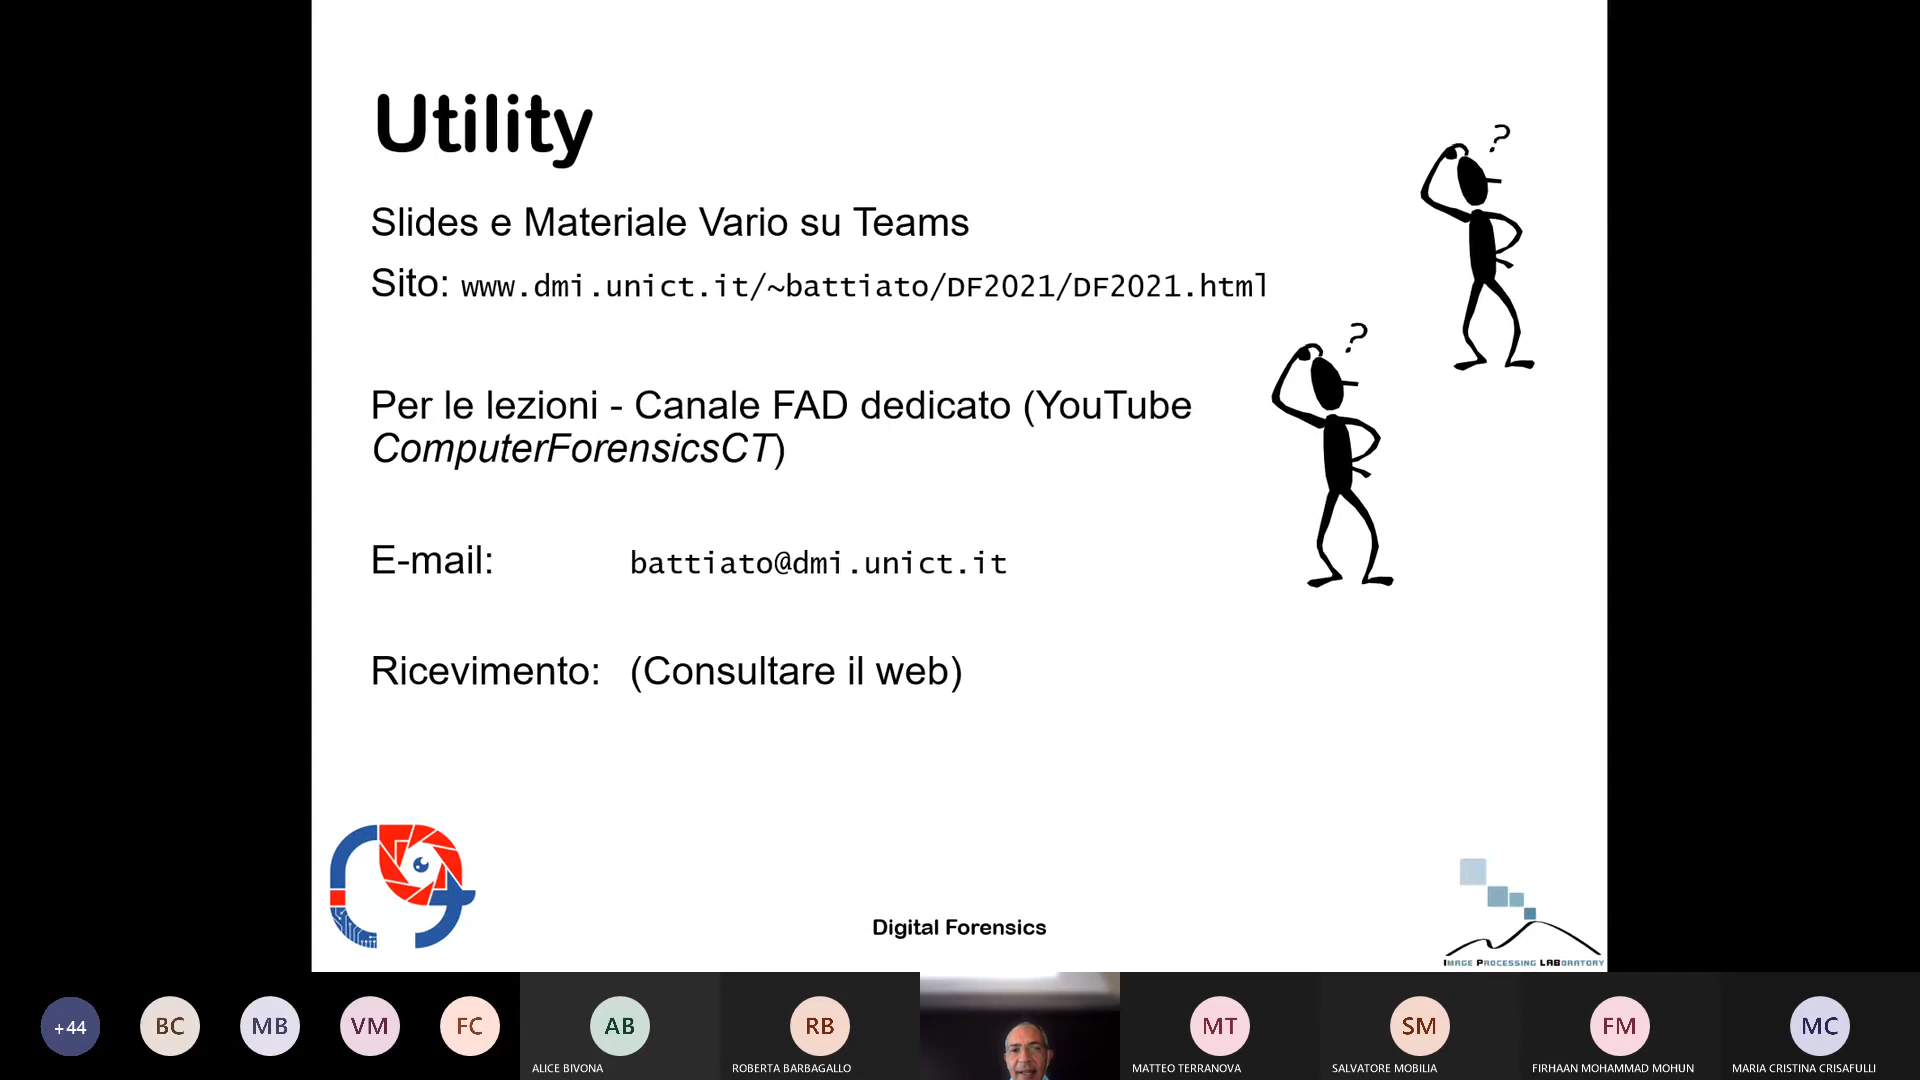 Utility
Slides e Materiale Vario su Teams
Sito: www.dmi.unict.it/~battiato/DF2021/DF2021.html
Per le lezioni - Canale FAD dedicato (YouTube
ComputerForensicsCT)
E-mail: battiato@dmi.unict.it
Ricevimento: (Consultare il web)
?
?
Digital Forensics
IMAGE PROCESSING LABORATORY
+44
BC
MB
VM
FC
AB
RB
MT
SM
FM
MC
ALICE BIVONA
ROBERTA BARBAGALLO
MATTEO TERRANOVA
SALVATORE MOBILIA
FIRHAAN MOHAMMAD MOHUN
MARIA CRISTINA CRISAFULLI